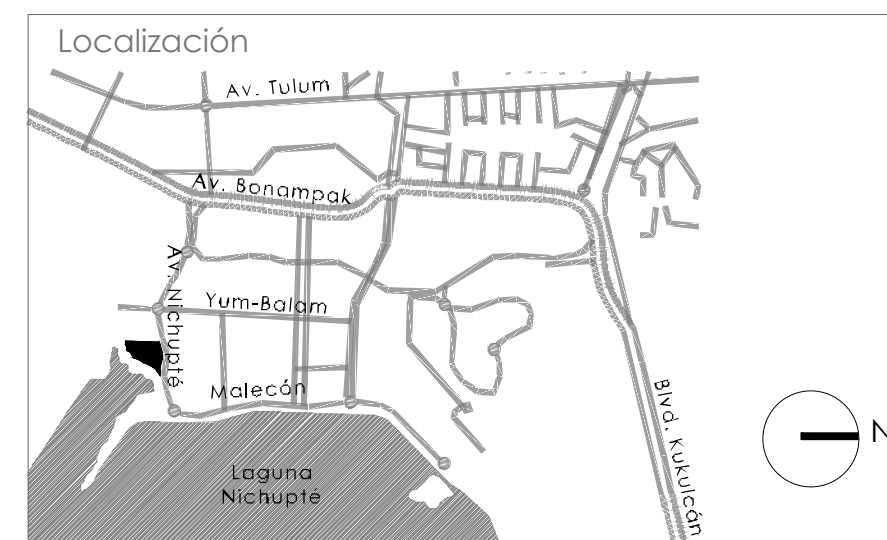 Localización
Av. Tulum
Av. Bonampak
Av. Nichupté
Yum-Balam
Malecón
Blvd. Kukulcán
N
Laguna
Nichupté